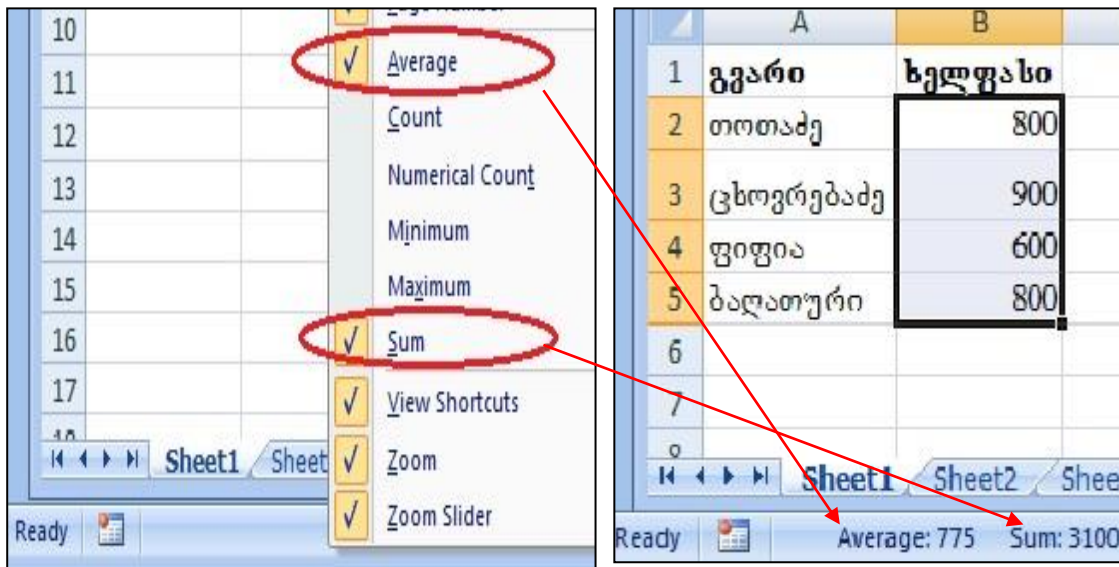 10
11
12
13
14
15
16
17
Average
Count
Numerical Count
Minimum
Maximum
Sum
View Shortcuts
Zoom
Zoom Slider
Sheet1 Sheet
Ready
A B
1 გვარი ხელფასი
2 თოთაძე 800
3 ცხოვრებაძე 900
4 ფიფია 600
5 ბაღათური 800
6
7
Sheet1 Sheet2 Shee
Ready Average: 775 Sum: 3100